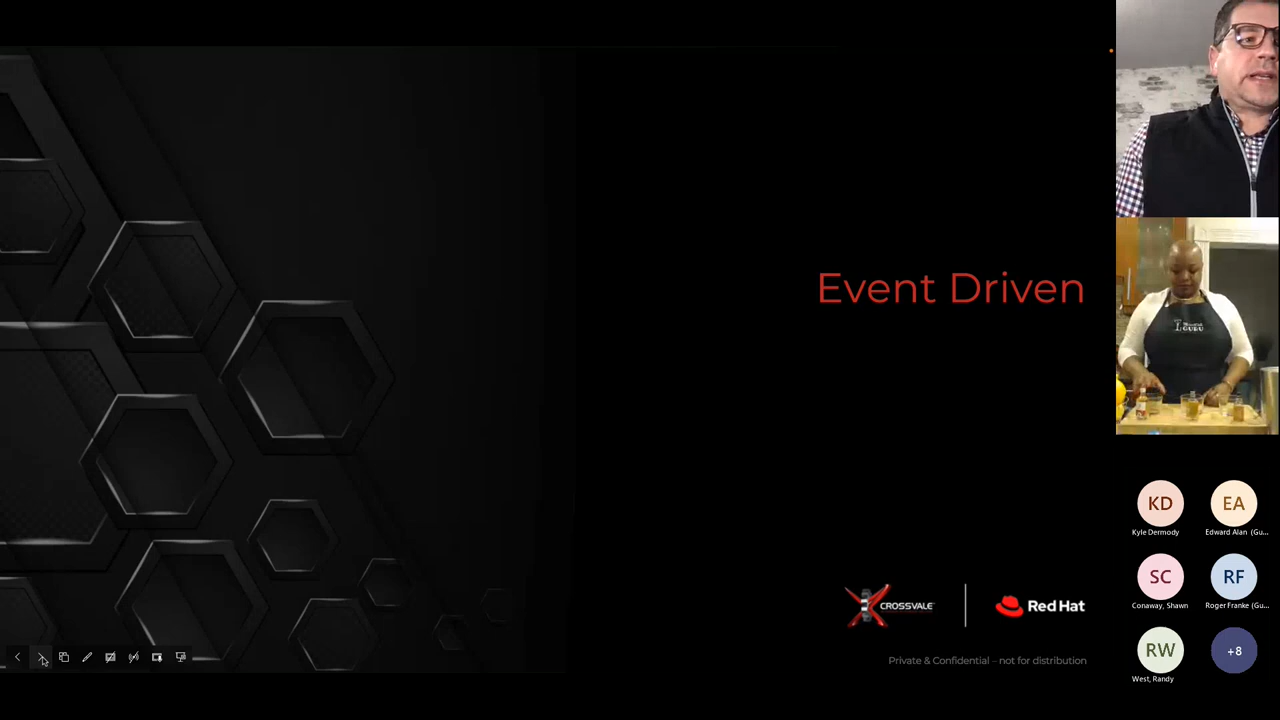 Event Driven
CROSSVALE
Red Hat
Private & Confidential – not for distribution
GURU
KD
EA
Kyle Dermody
Edward Alan (Gu...
SC
RF
Conaway, Shawn
Roger Franke (Gu...
RW
+8
West, Randy